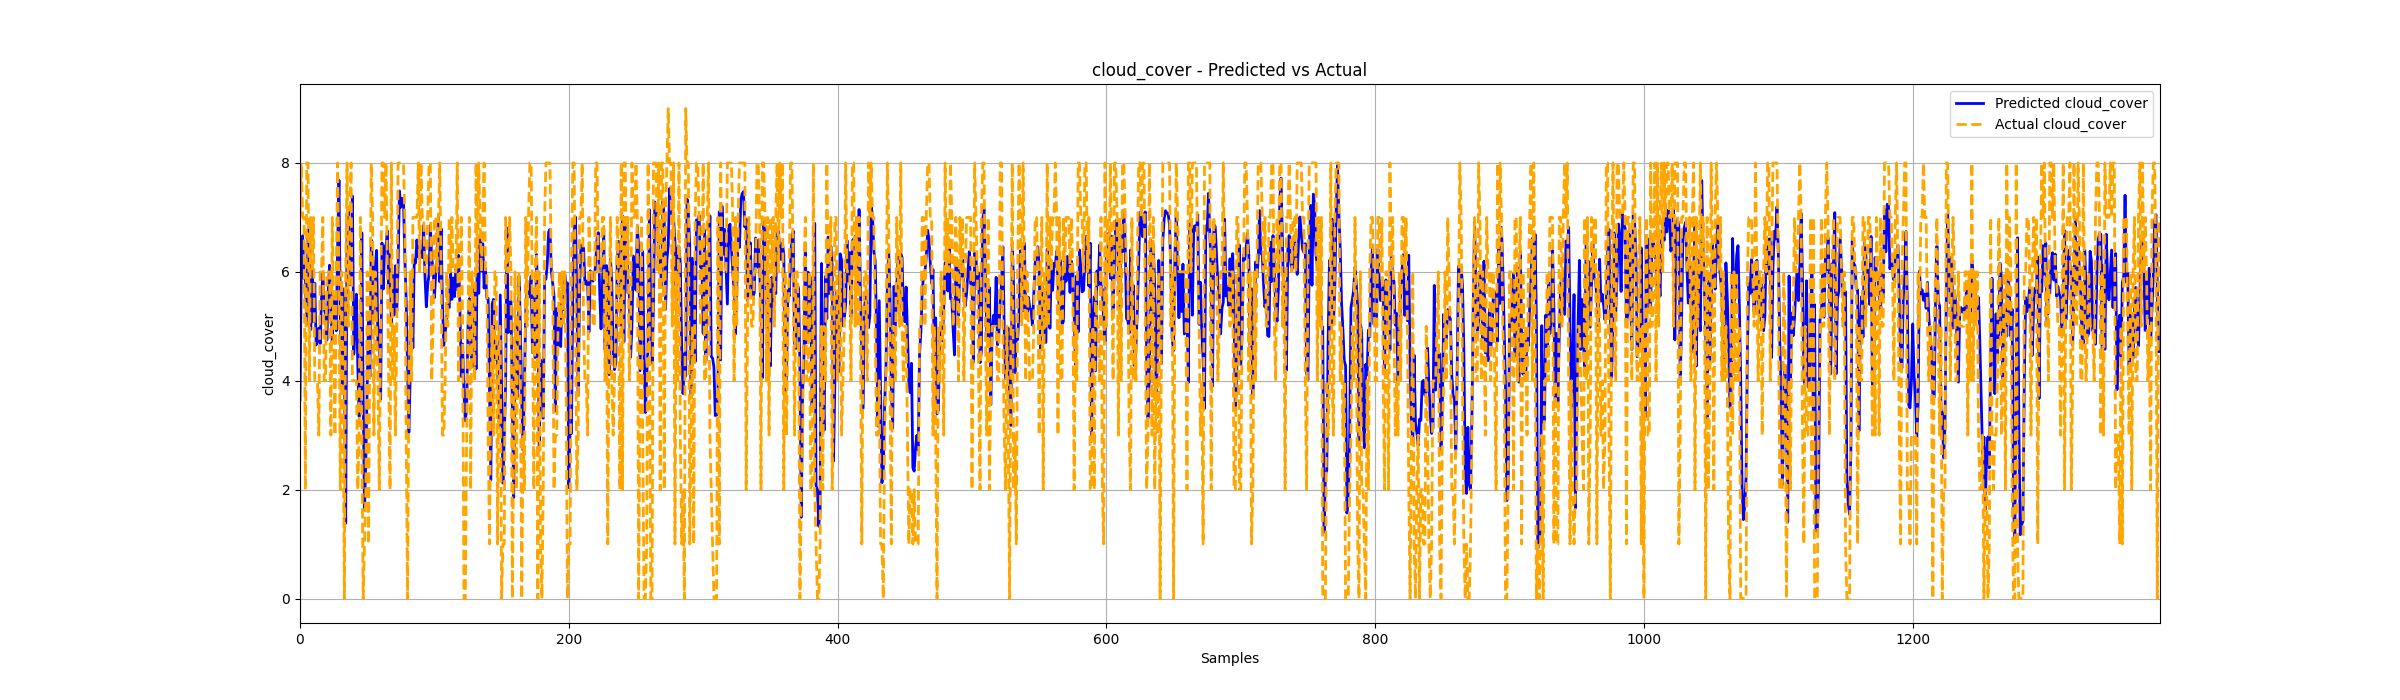 cloud_cover - Predicted vs Actual
Predicted cloud_cover
Actual cloud_cover
cloud_cover
8
6
4
2
0
0 200 400 600 800 1000 1200
Samples